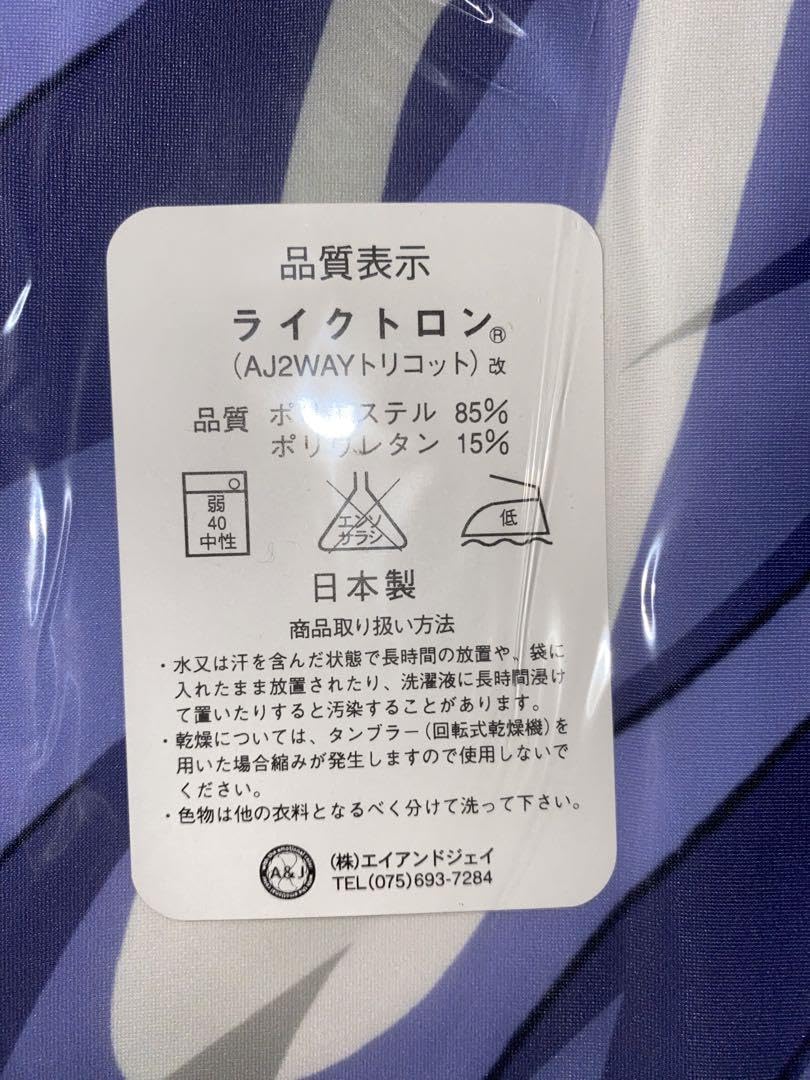 品質表示
ライクトロン®
(AJ2WAYトリコット)改
品質 ポリエステル 85%
ポリウレタン 15%
弱
40
中性
エンソ
サラシ
低
日本製
商品取り扱い方法
・水又は汗を含んだ状態で長時間の放置や、袋に
入れたまま放置されたり、洗濯液に長時間浸け
て置いたりすると汚染することがあります。
・乾燥については、タンブラー(回転式乾燥機)を
用いた場合縮みが発生しますので使用しないで
ください。
・色物は他の衣料となるべく分けて洗って下さい。
A&J
(株)エイアンドジェイ
TEL(075)693-7284